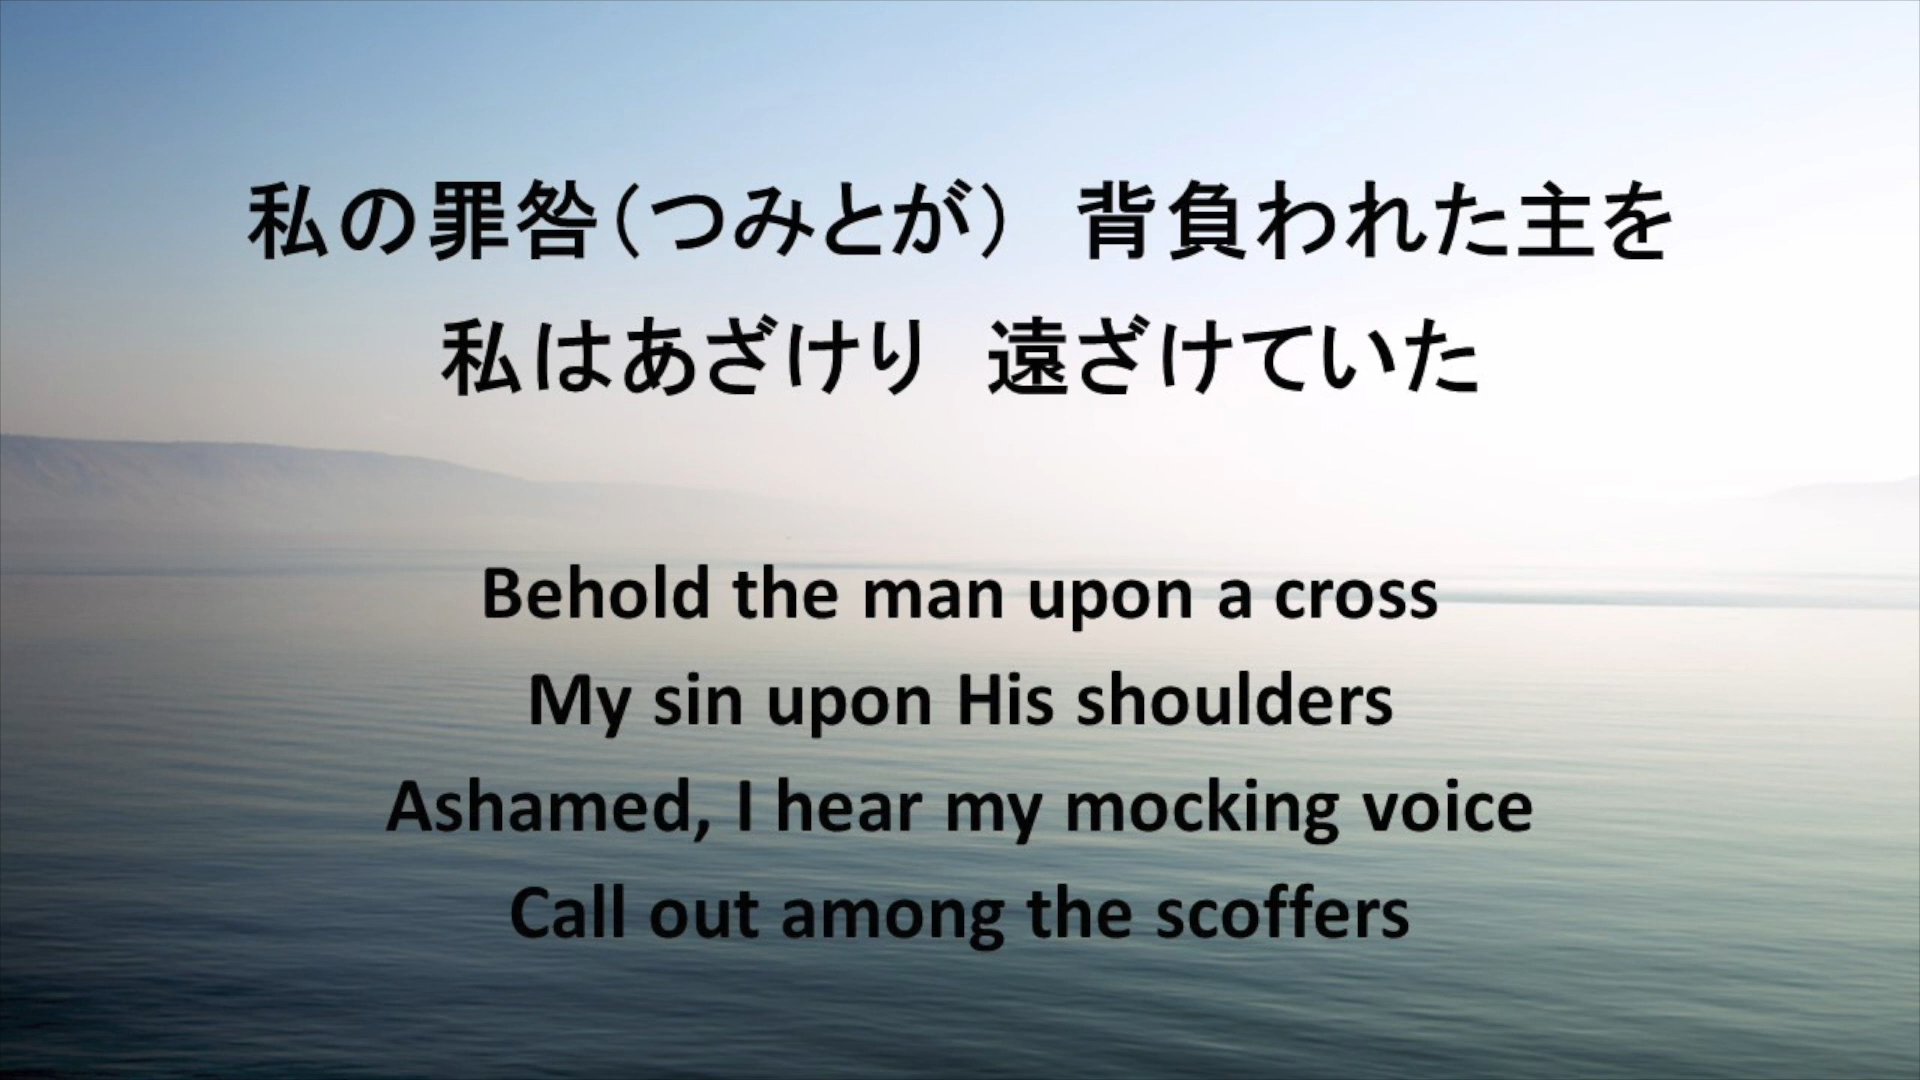 私の罪咎（つみとが）　背負われた主を
私はあざけり　遠ざけていた
Behold the man upon a cross
My sin upon His shoulders
Ashamed, I hear my mocking voice
Call out among the scoffers